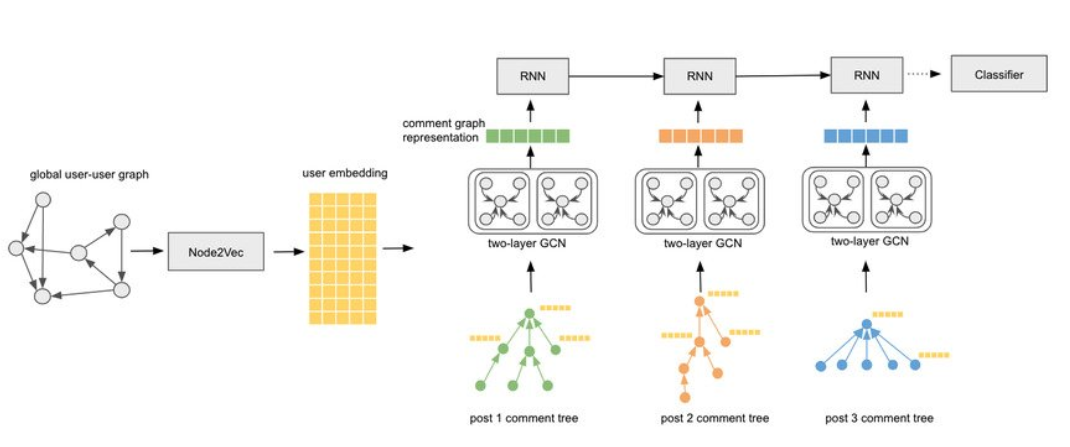 RNN
RNN
RNN
Classifier
comment graph
representation
global user-user graph
user embedding
Node2Vec
two-layer GCN
two-layer GCN
two-layer GCN
post 1 comment tree
post 2 comment tree
post 3 comment tree